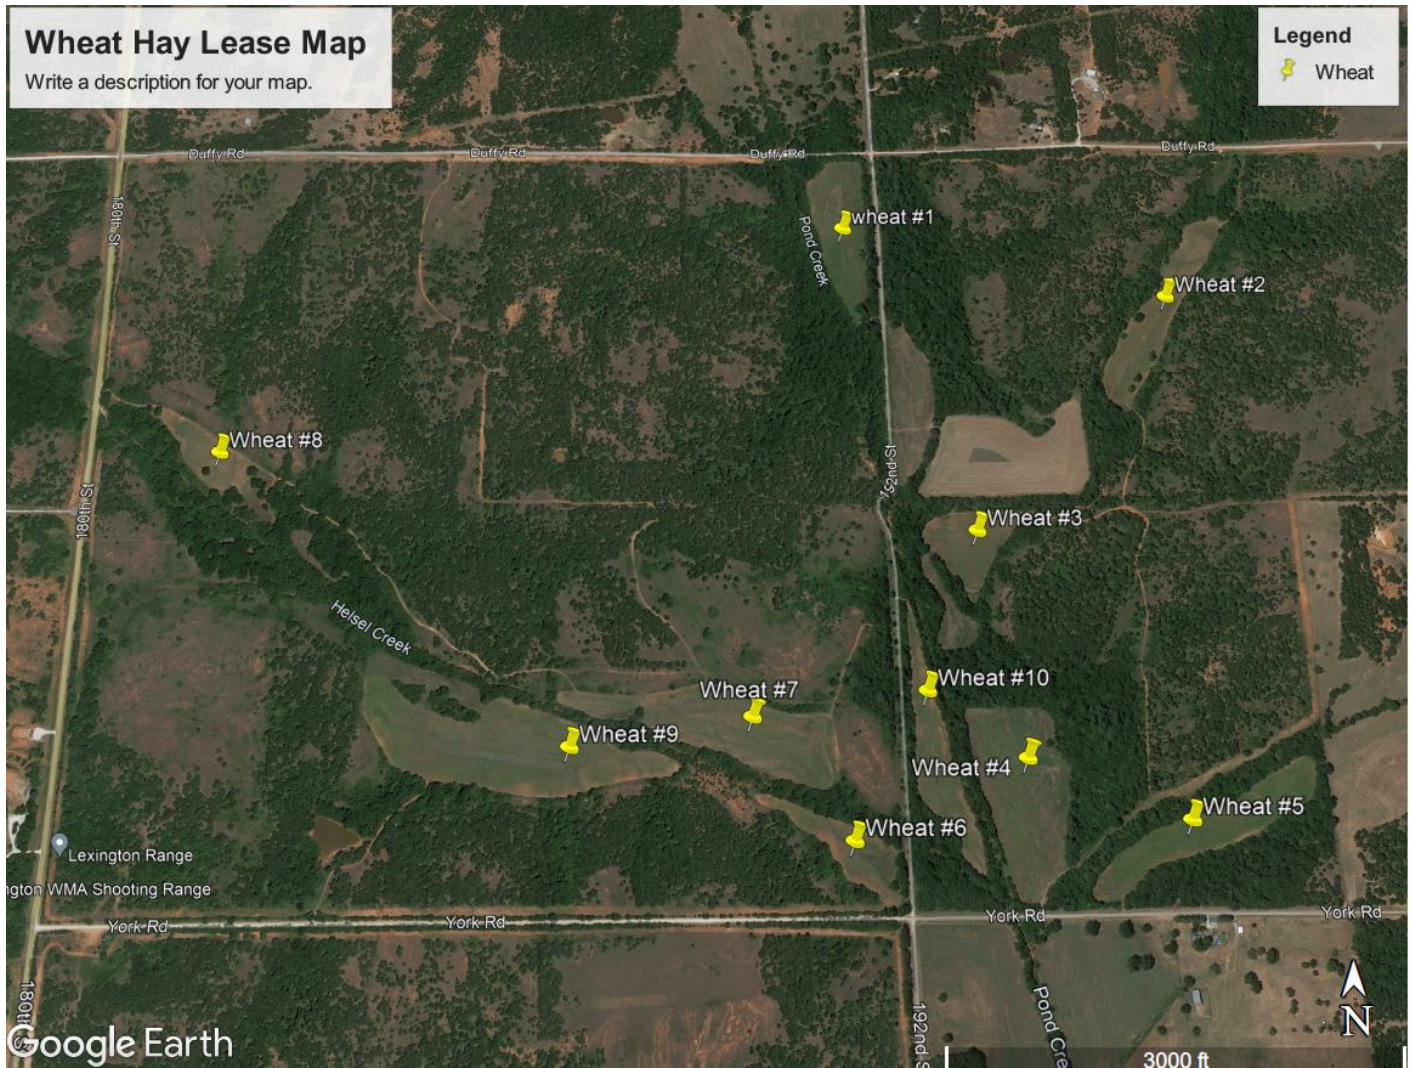 Wheat Hay Lease Map
Write a description for your map.
Legend
Wheat
Duffy Rd
Duffy Rd
Duffy Rd
Duffy Rd
180th St
wheat #1
Pond Creek
Wheat #2
Wheat #8
192nd St
180th St
Wheat #3
Helsel Creek
Wheat #10
Wheat #7
Wheat #9
Wheat #4
Wheat #5
Wheat #6
Lexington Range
ngton WMA Shooting Range
York Rd
York Rd
York Rd
York Rd
180th St
192nd S
Pond Cre
N
Google Earth
3000 ft